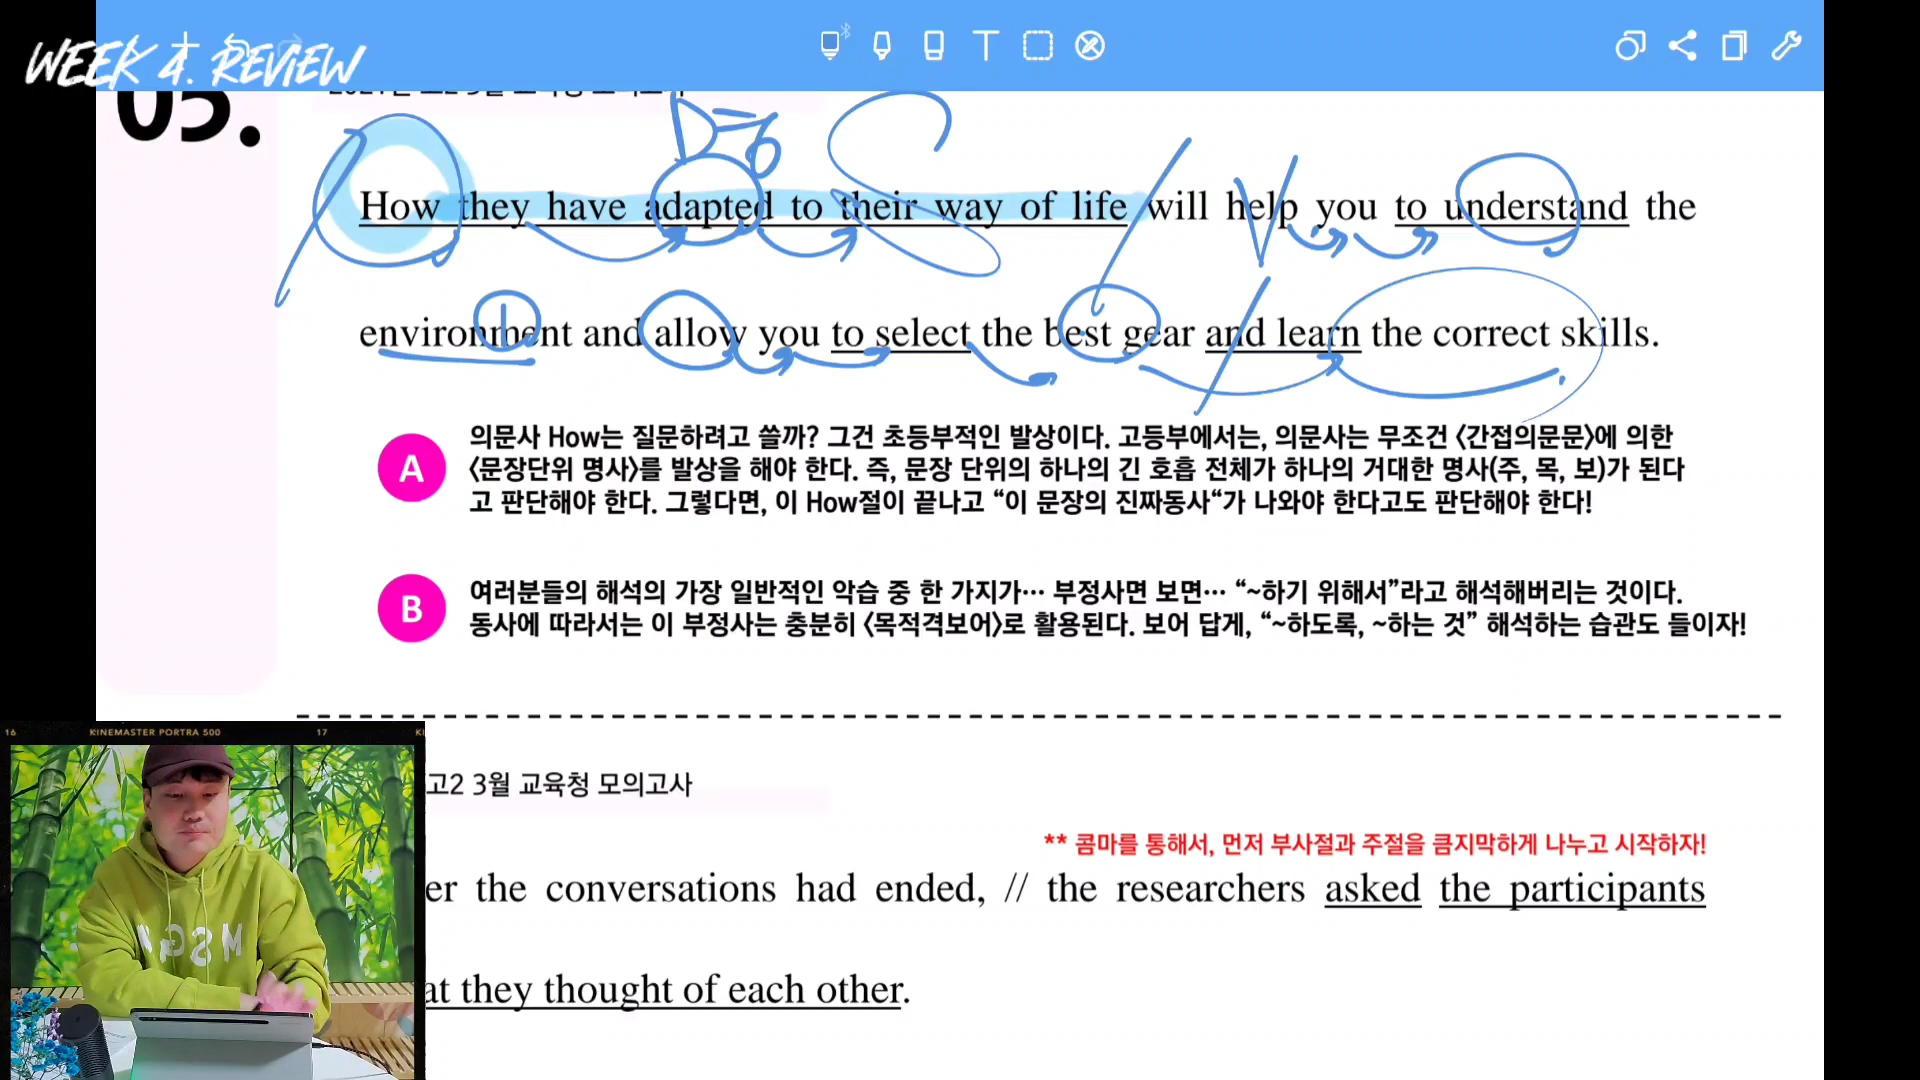 WEEK 4. REVIEW
05.
How they have adapted to their way of life will help you to understand the
environment and allow you to select the best gear and learn the correct skills.
A
의문사 How는 질문하려고 쓸까? 그건 초등부적인 발상이다. 고등부에서는, 의문사는 무조건 〈간접의문문〉에 의한
〈문장단위 명사〉를 발상을 해야 한다. 즉, 문장 단위의 하나의 긴 호흡 전체가 하나의 거대한 명사(주, 목, 보)가 된다
고 판단해야 한다. 그렇다면, 이 How절이 끝나고 “이 문장의 진짜동사“가 나와야 한다고도 판단해야 한다!
B
여러분들의 해석의 가장 일반적인 악습 중 한 가지가… 부정사면 보면… “~하기 위해서”라고 해석해버리는 것이다.
동사에 따라서는 이 부정사는 충분히 〈목적격보어〉로 활용된다. 보어 답게, “~하도록, ~하는 것” 해석하는 습관도 들이자!
16 KINEMASTER PORTRA 500 17 KI
고2 3월 교육청 모의고사
** 콤마를 통해서, 먼저 부사절과 주절을 큼지막하게 나누고 시작하자!
er the conversations had ended, // the researchers asked the participants
at they thought of each other.